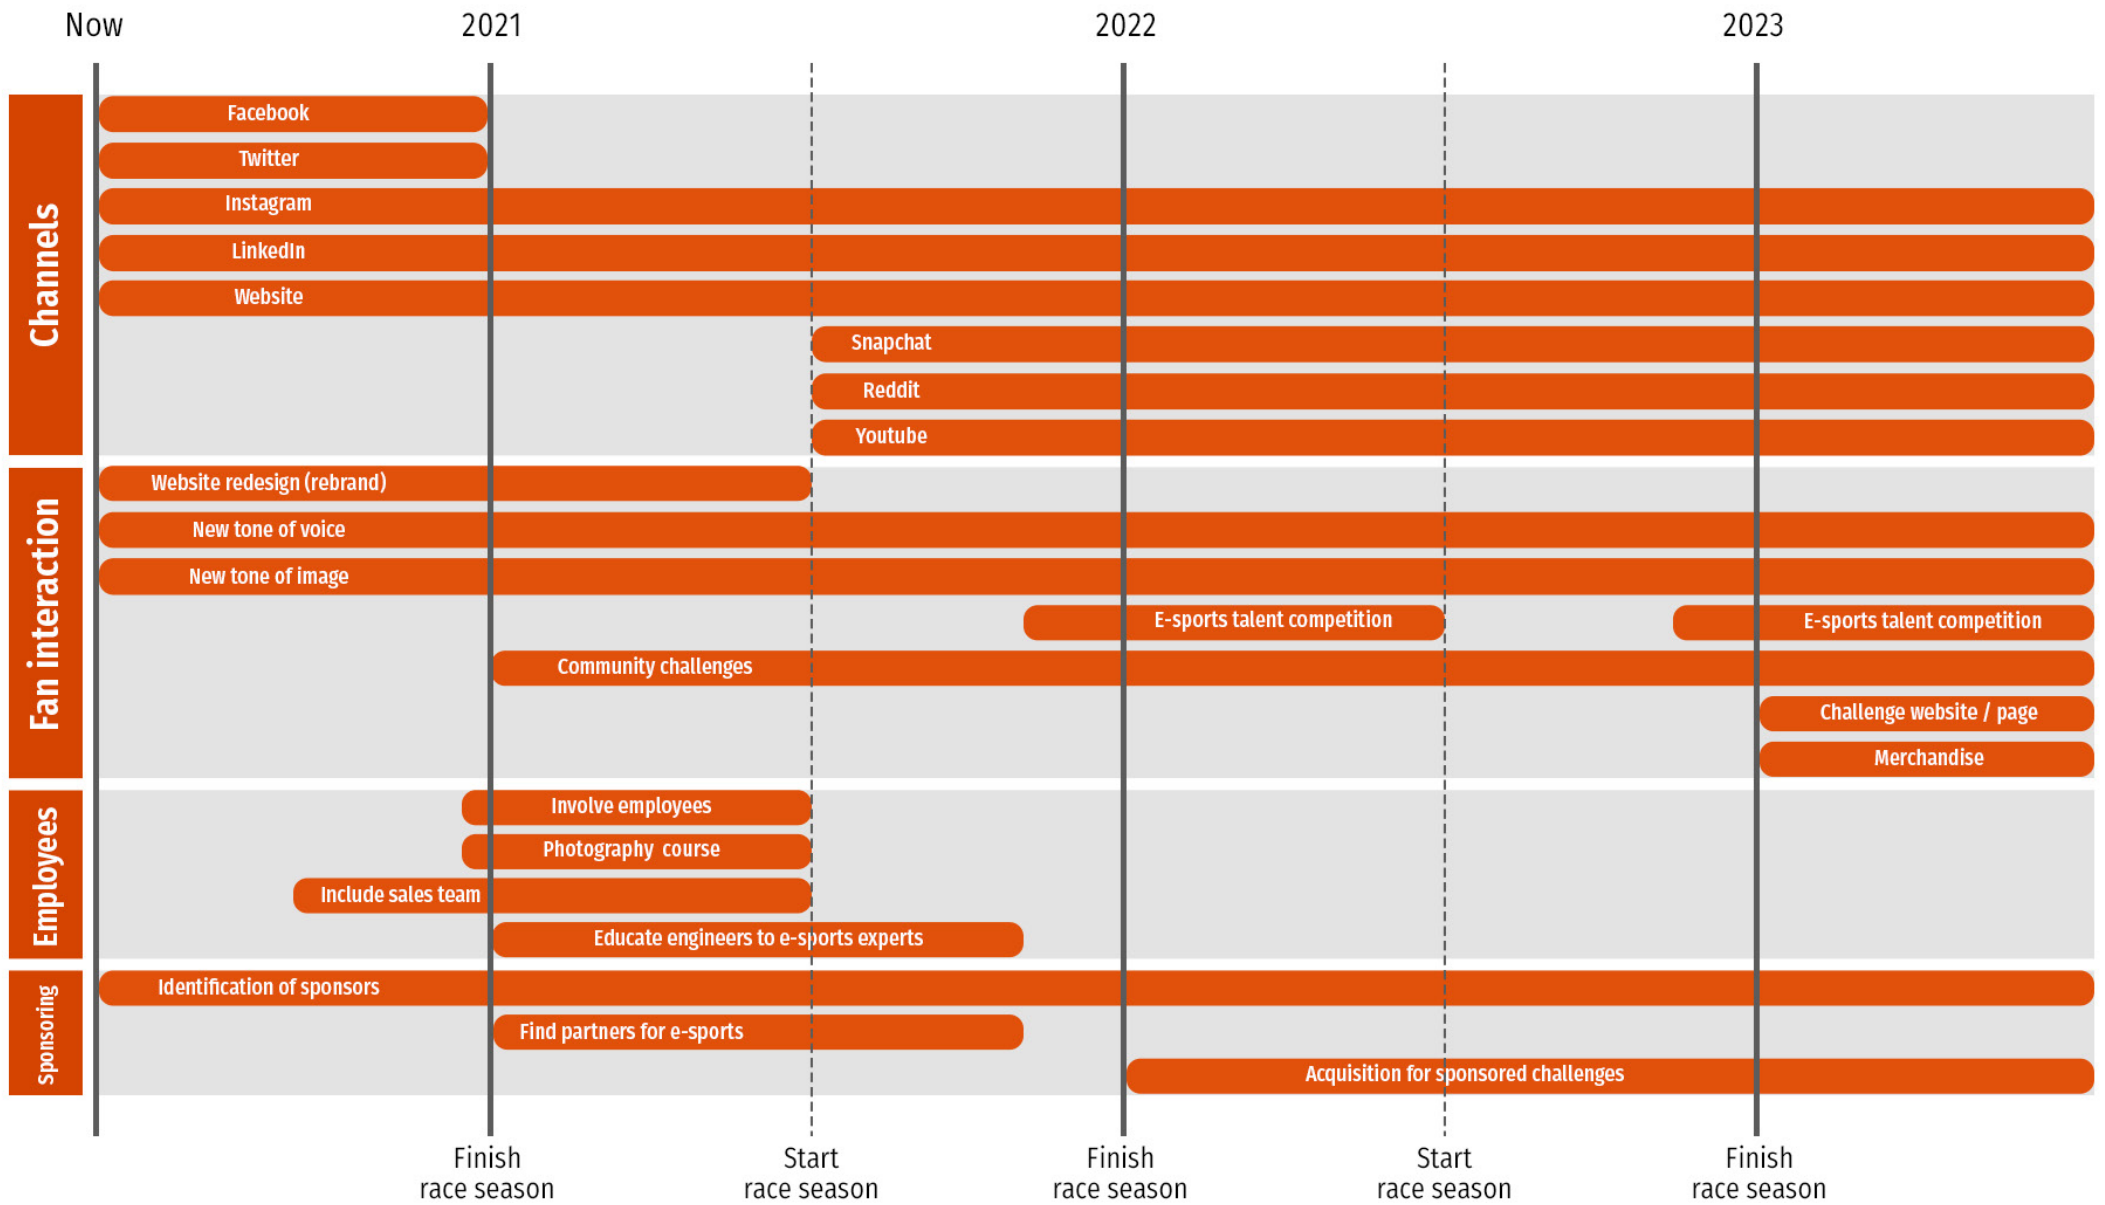 Now
2021
2022
2023
Channels
Facebook
Twitter
Instagram
LinkedIn
Website
Snapchat
Reddit
Youtube
Fan interaction
Website redesign (rebrand)
New tone of voice
New tone of image
E-sports talent competition
E-sports talent competition
Community challenges
Challenge website / page
Merchandise
Employees
Involve employees
Photography course
Include sales team
Educate engineers to e-sports experts
Sponsoring
Identification of sponsors
Find partners for e-sports
Acquisition for sponsored challenges
Finish
race season
Start
race season
Finish
race season
Start
race season
Finish
race season